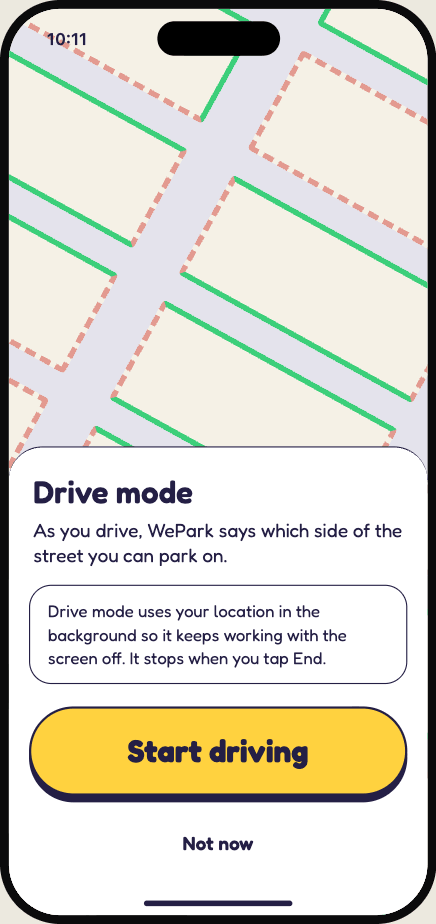 10:11
Drive mode
As you drive, WePark says which side of the
street you can park on.
Drive mode uses your location in the
background so it keeps working with the
screen off. It stops when you tap End.
Start driving
Not now